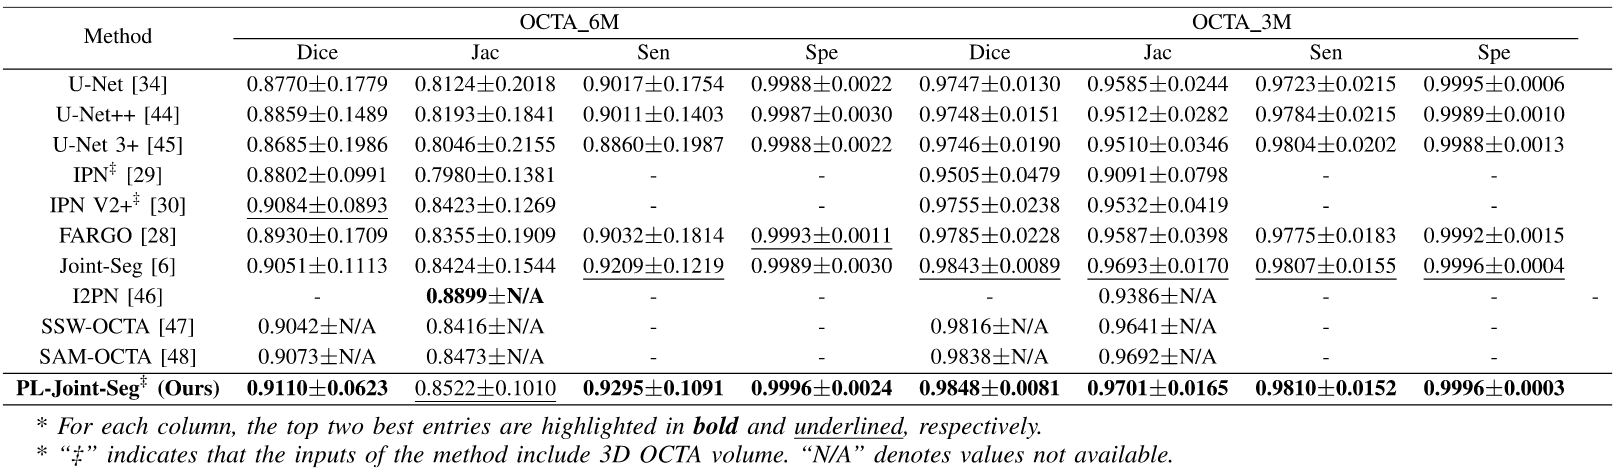 Method OCTA_6M OCTA_3M
Dice Jac Sen Spe Dice Jac Sen Spe
U-Net [34] 0.8770±0.1779 0.8124±0.2018 0.9017±0.1754 0.9988±0.0022 0.9747±0.0130 0.9585±0.0244 0.9723±0.0215 0.9995±0.0006
U-Net++ [44] 0.8859±0.1489 0.8193±0.1841 0.9011±0.1403 0.9987±0.0030 0.9748±0.0151 0.9512±0.0282 0.9784±0.0215 0.9989±0.0010
U-Net 3+ [45] 0.8685±0.1986 0.8046±0.2155 0.8860±0.1987 0.9988±0.0022 0.9746±0.0190 0.9510±0.0346 0.9804±0.0202 0.9988±0.0013
IPN‡ [29] 0.8802±0.0991 0.7980±0.1381 - - 0.9505±0.0479 0.9091±0.0798 - -
IPN V2+‡ [30] 0.9084±0.0893 0.8423±0.1269 - - 0.9755±0.0238 0.9532±0.0419 - -
FARGO [28] 0.8930±0.1709 0.8355±0.1909 0.9032±0.1814 0.9993±0.0011 0.9785±0.0228 0.9587±0.0398 0.9775±0.0183 0.9992±0.0015
Joint-Seg [6] 0.9051±0.1113 0.8424±0.1544 0.9209±0.1219 0.9989±0.0030 0.9843±0.0089 0.9693±0.0170 0.9807±0.0155 0.9996±0.0004
I2PN [46] - 0.8899±N/A - - - 0.9386±N/A - - -
SSW-OCTA [47] 0.9042±N/A 0.8416±N/A - - 0.9816±N/A 0.9641±N/A - -
SAM-OCTA [48] 0.9073±N/A 0.8473±N/A - - 0.9838±N/A 0.9692±N/A - -
PL-Joint-Seg‡ (Ours) 0.9110±0.0623 0.8522±0.1010 0.9295±0.1091 0.9996±0.0024 0.9848±0.0081 0.9701±0.0165 0.9810±0.0152 0.9996±0.0003
* For each column, the top two best entries are highlighted in bold and underlined, respectively.
* “‡” indicates that the inputs of the method include 3D OCTA volume. “N/A” denotes values not available.